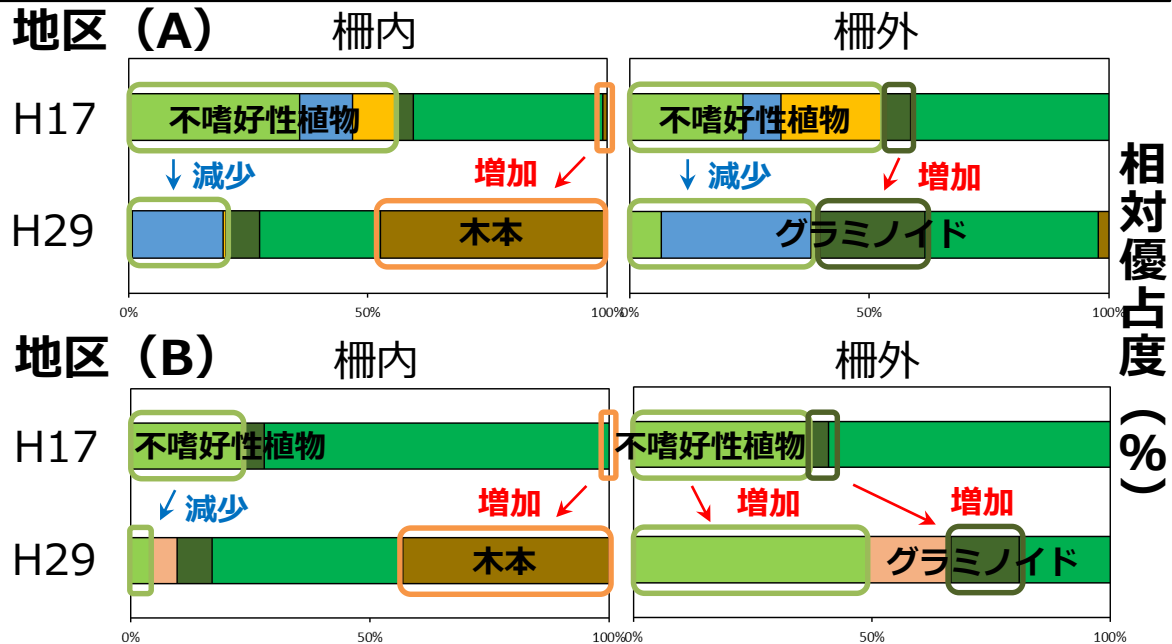 地区（A） 柵内 柵外
H17 不嗜好性植物 不嗜好性植物
減少 増加 減少 増加
H29 木本 グラミノイド
0% 50% 100% 0% 50% 100%
地区（B） 柵内 柵外
H17 不嗜好性植物 不嗜好性植物
減少 増加 増加 増加
H29 木本 グラミノイド
0% 50% 100% 0% 50% 100%
相対優占度（%）